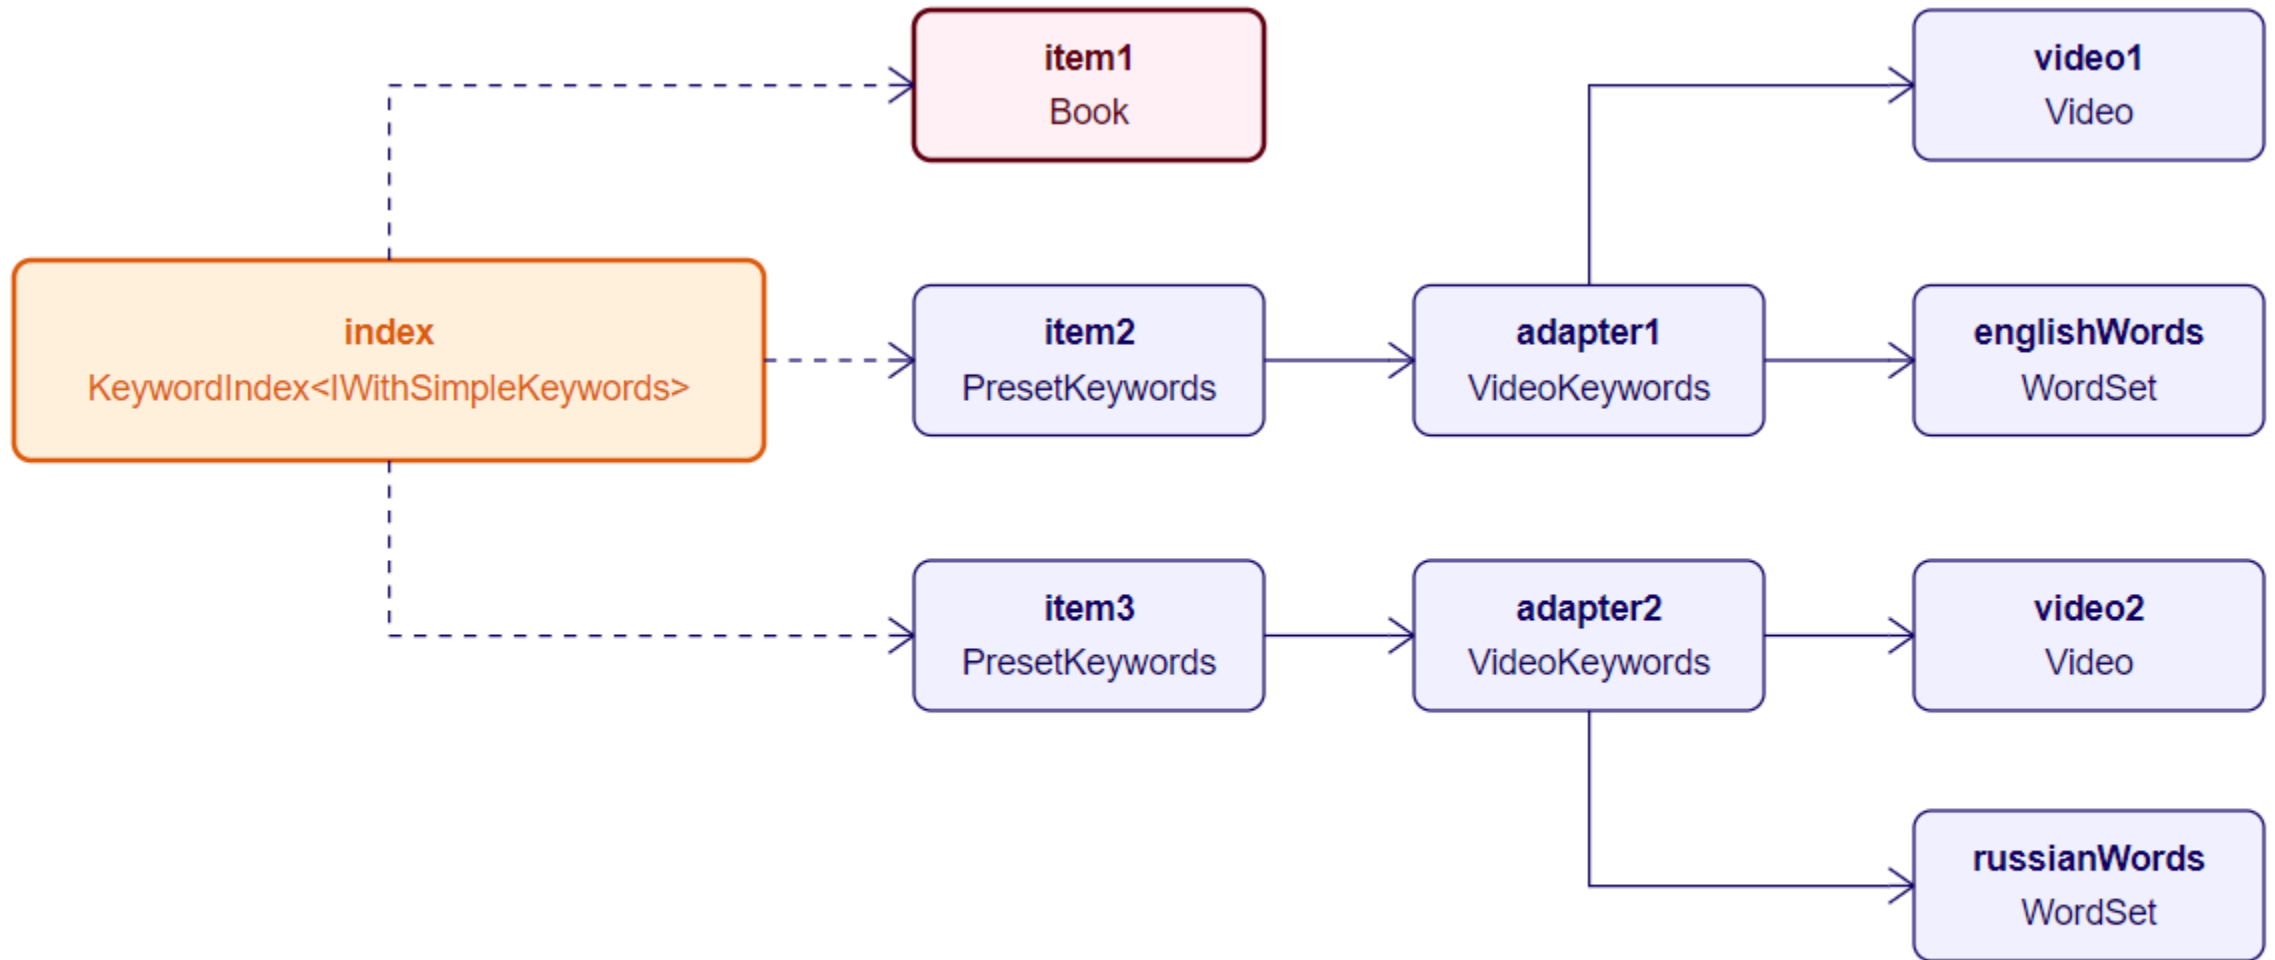 item1
Book
video1
Video
index
KeywordIndex<IWithSimpleKeywords>
item2
PresetKeywords
adapter1
VideoKeywords
englishWords
WordSet
item3
PresetKeywords
adapter2
VideoKeywords
video2
Video
russianWords
WordSet